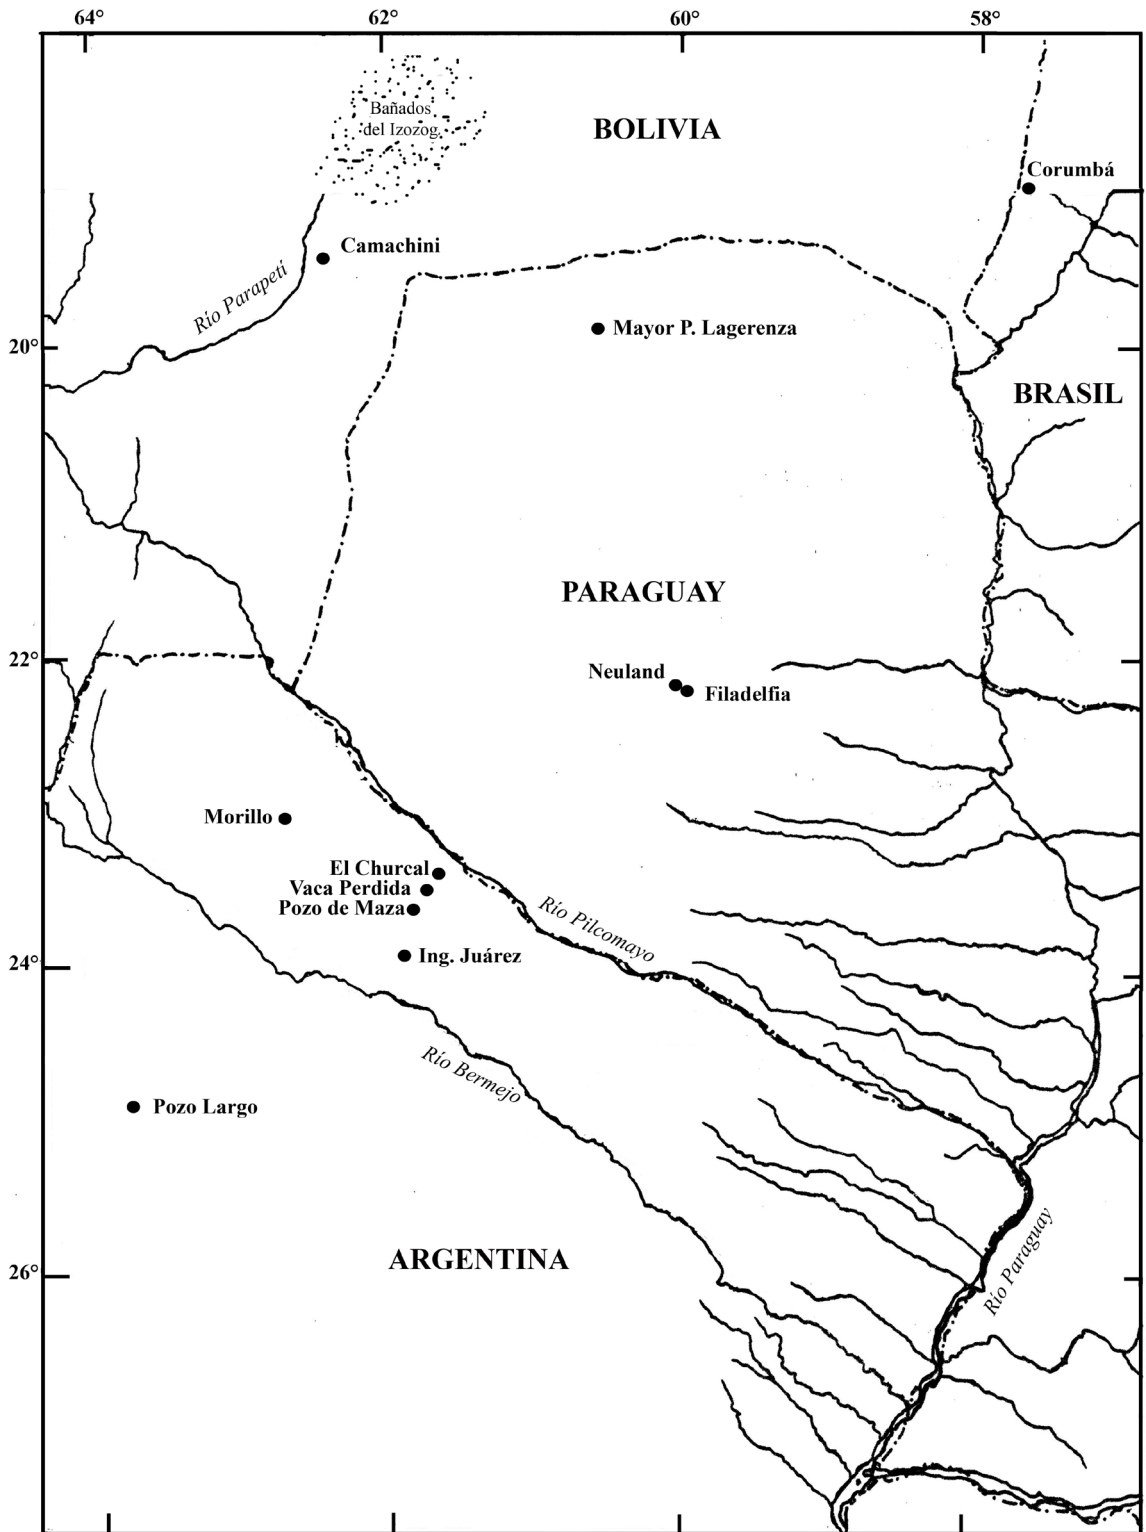 64° 62° 60° 58°
Bañados
del Izozog
BOLIVIA
Corumbá
Camachini
Río Parapetí
Mayor P. Lagerenza
20°
BRASIL
PARAGUAY
22°
Neuland
Filadelfia
Morillo
El Churcal
Vaca Perdida
Pozo de Maza
Río Pilcomayo
Ing. Juárez
24°
Río Bermejo
Pozo Largo
Río Paraguay
ARGENTINA
26°